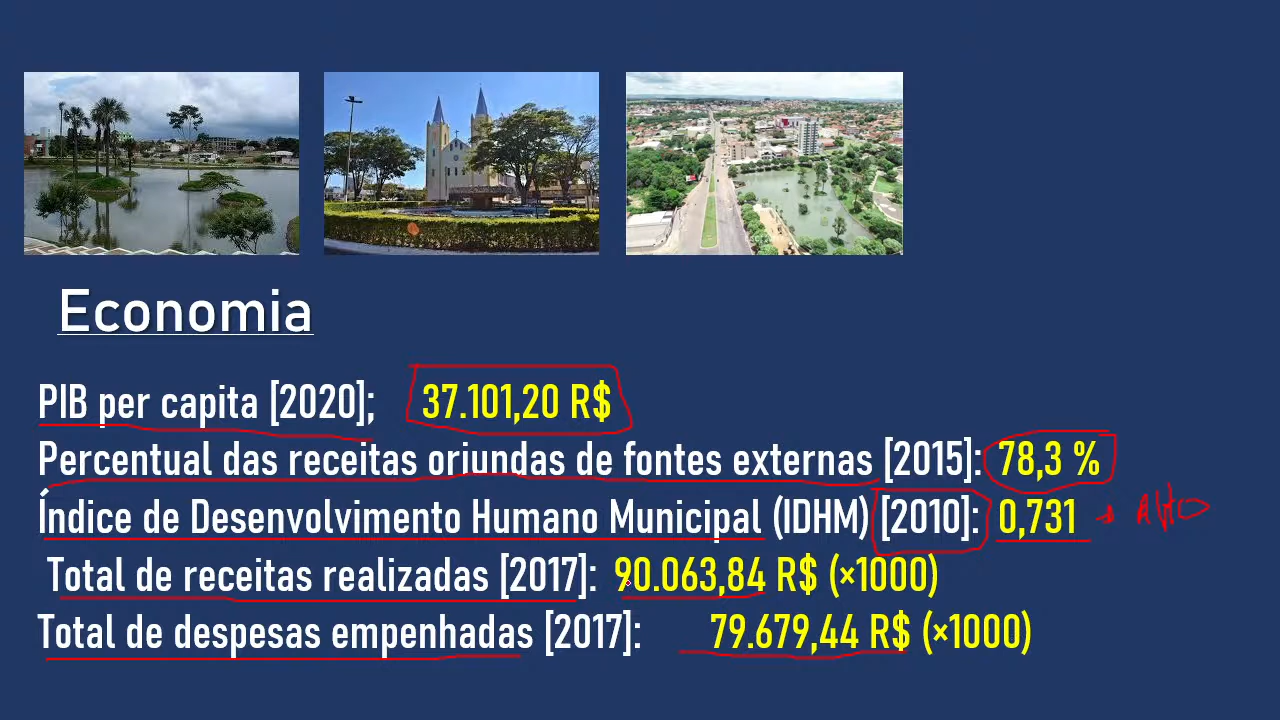 Economia
PIB per capita [2020]; 37.101,20 R$
Percentual das receitas oriundas de fontes externas [2015]: 78,3 %
Índice de Desenvolvimento Humano Municipal (IDHM) [2010]: 0,731 → Alto
Total de receitas realizadas [2017]: 90.063,84 R$ (×1000)
Total de despesas empenhadas [2017]: 79.679,44 R$ (×1000)